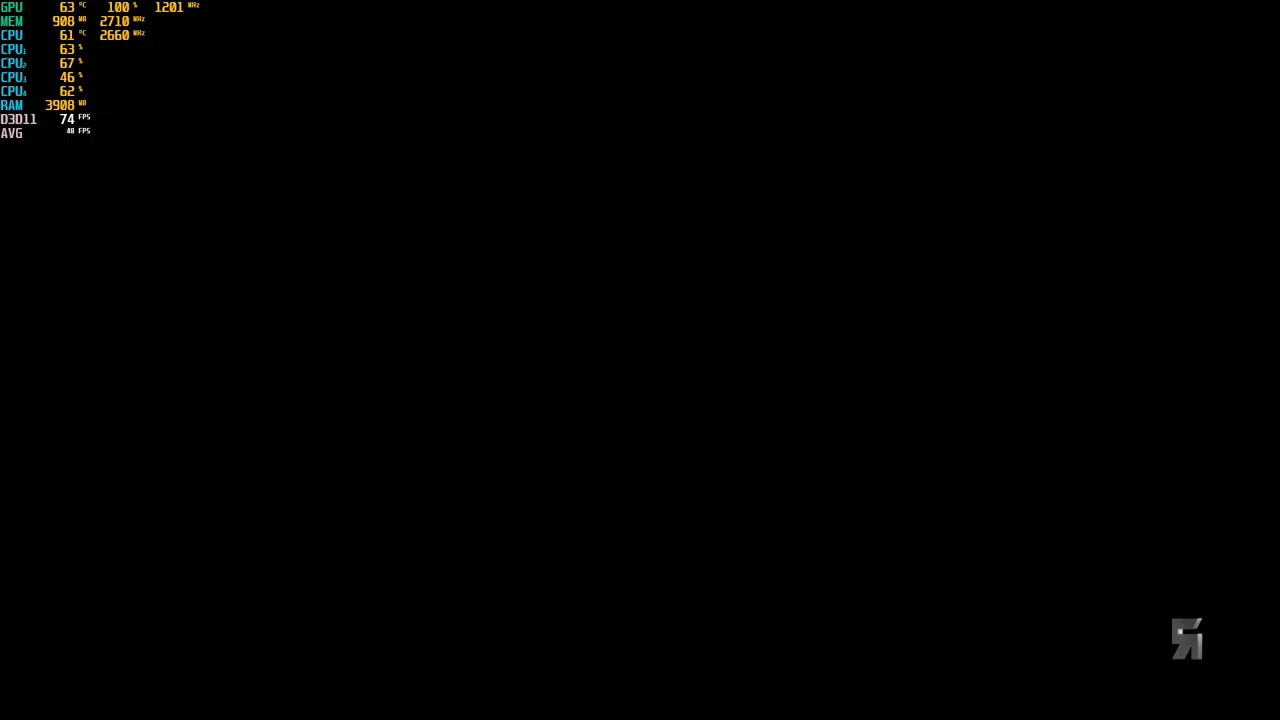 GPU 63 °C 100 % 1201 MHz
MEM 908 MB 2710 MHz
CPU 61 °C 2660 MHz
CPU₁ 63 %
CPU₂ 67 %
CPU₃ 46 %
CPU₄ 62 %
RAM 3908 MB
D3D11 74 FPS
AVG 48 FPS